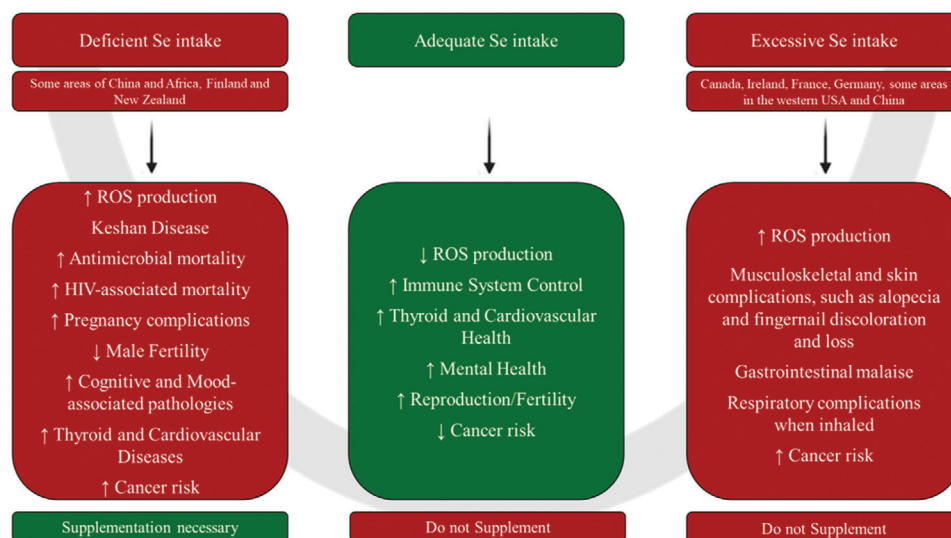 Deficient Se intake
Some areas of China and Africa, Finland and
New Zealand
↑ ROS production
Keshan Disease
↑ Antimicrobial mortality
↑ HIV-associated mortality
↑ Pregnancy complications
↓ Male Fertility
↑ Cognitive and Mood-
associated pathologies
↑ Thyroid and Cardiovascular
Diseases
↑ Cancer risk
Supplementation necessary
Adequate Se intake
↓ ROS production
↑ Immune System Control
↑ Thyroid and Cardiovascular
Health
↑ Mental Health
↑ Reproduction/Fertility
↓ Cancer risk
Do not Supplement
Excessive Se intake
Canada, Ireland, France, Germany, some areas
in the western USA and China
↑ ROS production
Musculoskeletal and skin
complications, such as alopecia
and fingernail discoloration
and loss
Gastrointestinal malaise
Respiratory complications
when inhaled
↑ Cancer risk
Do not Supplement